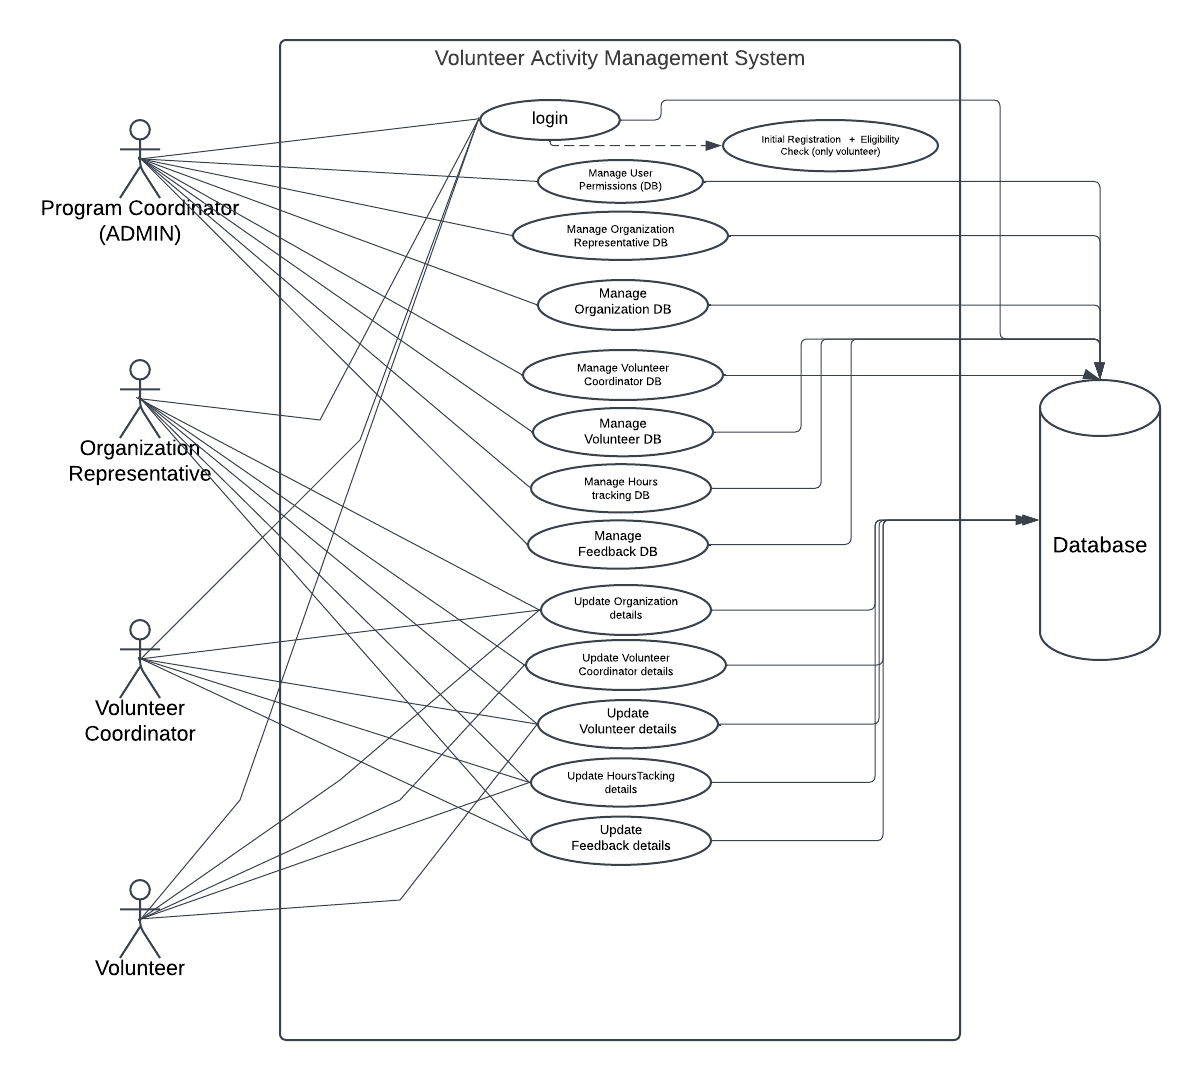 Volunteer Activity Management System
login
Initial Registration + Eligibility
Check (only volunteer)
Manage User
Permissions (DB)
Program Coordinator
(ADMIN)
Manage Organization
Representative DB
Manage
Organization DB
Manage Volunteer
Coordinator DB
Manage
Volunteer DB
Organization
Representative
Manage Hours
tracking DB
Manage
Feedback DB
Database
Update Organization
details
Update Volunteer
Coordinator details
Volunteer
Coordinator
Update
Volunteer details
Update HoursTacking
details
Update
Feedback details
Volunteer